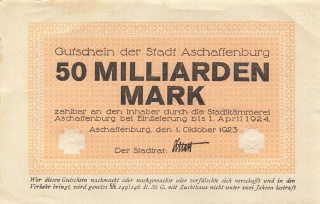 Gutschein der Stadt Aschaffenburg
50 MILLIARDEN
MARK
zahlbar an den Inhaber durch die Stadtkämmerei
Aschaffenburg bei Einlieferung bis 1. April 1924.
Aschaffenburg, den 1. Oktober 1923.
Der Stadtrat:
Wer diesen Gutschein nachmacht oder nachgemachte oder verfälschte sich verschafft und in den
Verkehr bringt, wird gemäss §§ 149/146 R. St. G. mit Zuchthaus nicht unter zwei Jahren bestraft